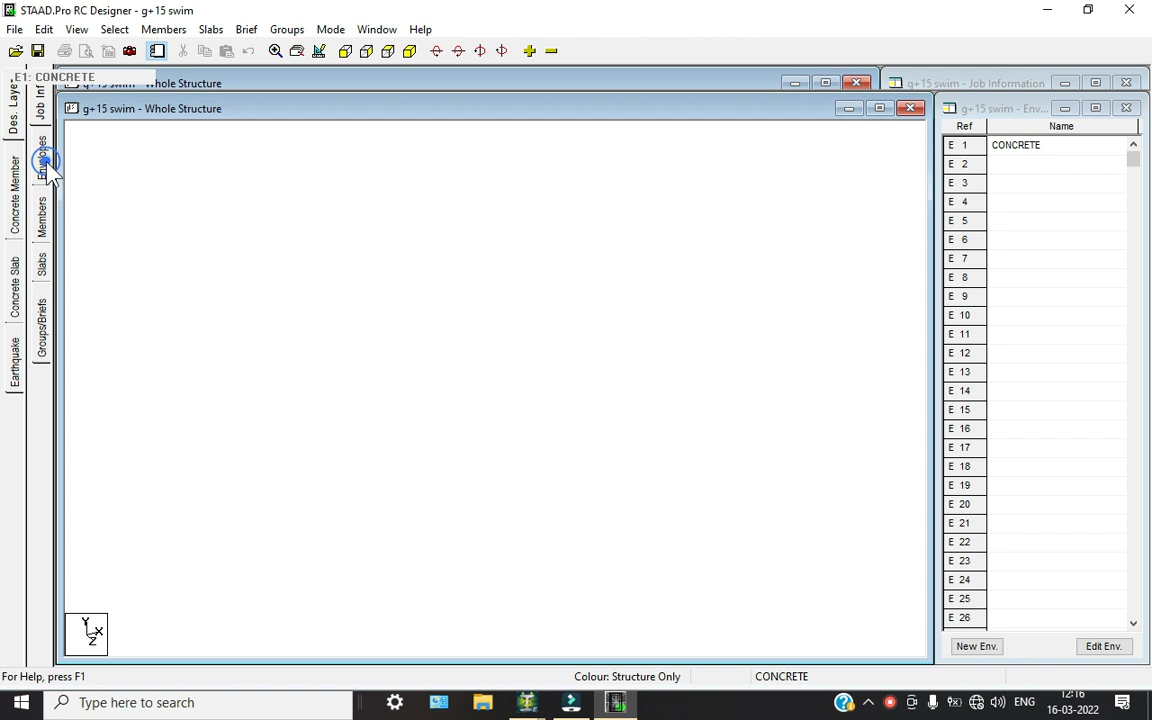 STAAD.Pro RC Designer - g+15 swim
File Edit View Select Members Slabs Brief Groups Mode Window Help
E1: CONCRETE
Whole Structure
g+15 swim - Job Information
g+15 swim - Whole Structure
g+15 swim - Env...
Des. Laye
Concrete Member
Concrete Slab
Earthquake
Job Inf
Envelopes
Members
Slabs
Groups/Briefs
Ref Name
E 1 CONCRETE
E 2
E 3
E 4
E 5
E 6
E 7
E 8
E 9
E 10
E 11
E 12
E 13
E 14
E 15
E 16
E 17
E 18
E 19
E 20
E 21
E 22
E 23
E 24
E 25
E 26
New Env. Edit Env.
Y
X
Z
For Help, press F1
Colour: Structure Only
CONCRETE
Type here to search
ENG
12:16
16-03-2022